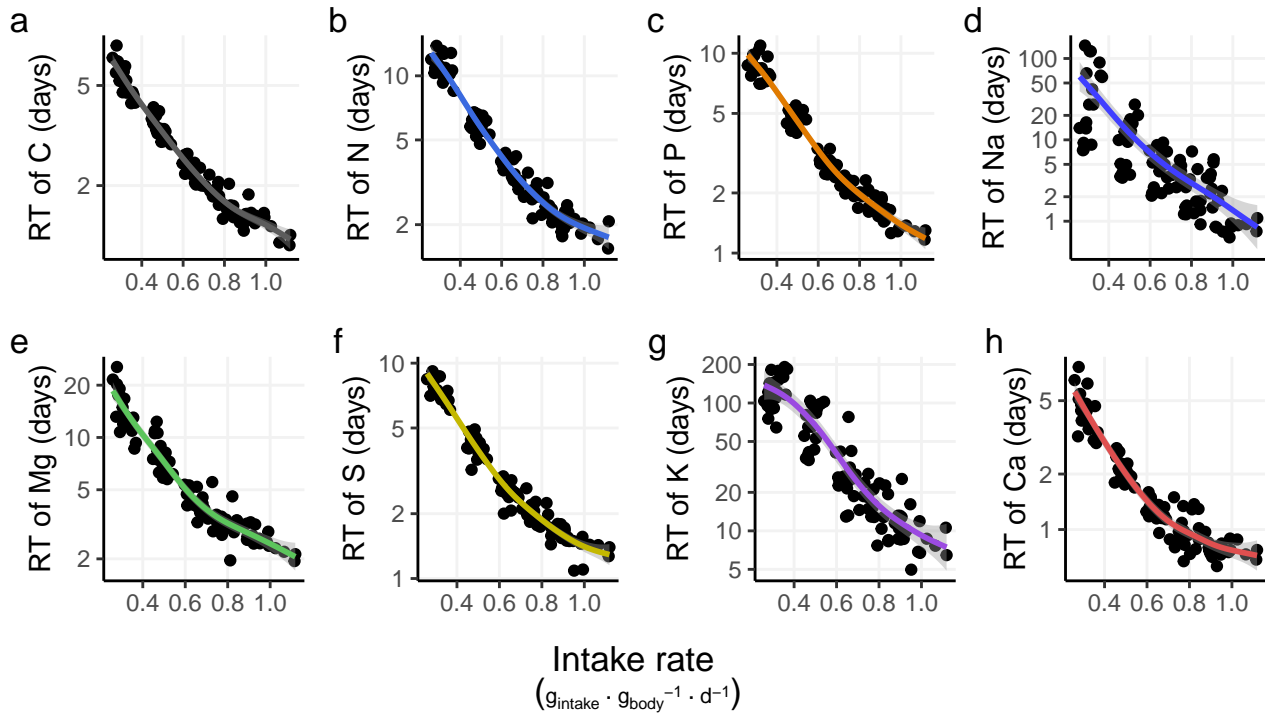 a
b
c
d
RT of C (days)
5
2
0.4 0.6 0.8 1.0
RT of N (days)
10
5
2
0.4 0.6 0.8 1.0
RT of P (days)
10
5
2
1
0.4 0.6 0.8 1.0
RT of Na (days)
100
50
20
10
5
2
1
0.4 0.6 0.8 1.0
e
f
g
h
RT of Mg (days)
20
10
5
2
0.4 0.6 0.8 1.0
RT of S (days)
10
5
2
1
0.4 0.6 0.8 1.0
RT of K (days)
200
100
50
20
10
5
0.4 0.6 0.8 1.0
RT of Ca (days)
5
2
1
0.4 0.6 0.8 1.0
Intake rate
(g_intake · g_body⁻¹ · d⁻¹)